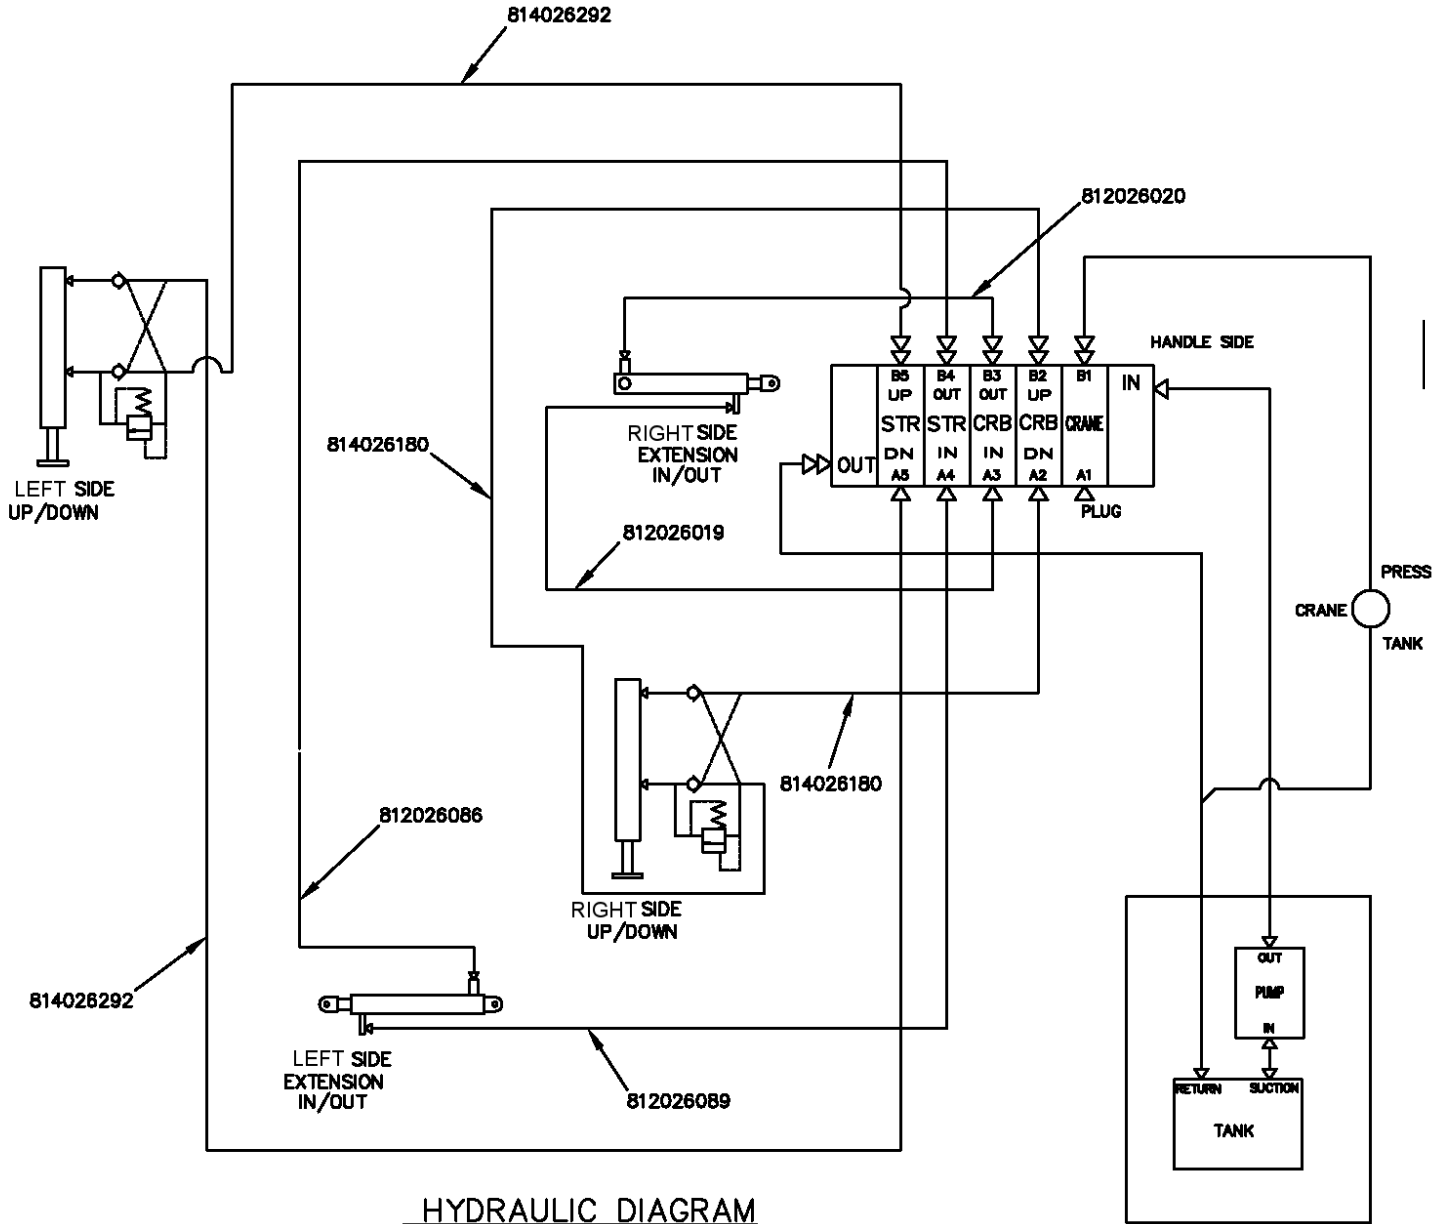 814026292
812026020
HANDLE SIDE
B5 B4 B3 B2 B1
UP OUT OUT UP
IN
STR STR CRB CRB CRANE
DN IN IN DN
OUT
A5 A4 A3 A2 A1
PLUG
RIGHT SIDE
EXTENSION
IN/OUT
814026180
LEFT SIDE
UP/DOWN
812026019
PRESS
CRANE
TANK
814026180
812026086
RIGHT SIDE
UP/DOWN
814026292
OUT
PUMP
IN
LEFT SIDE
EXTENSION
IN/OUT
812026089
RETURN SUCTION
TANK
HYDRAULIC DIAGRAM